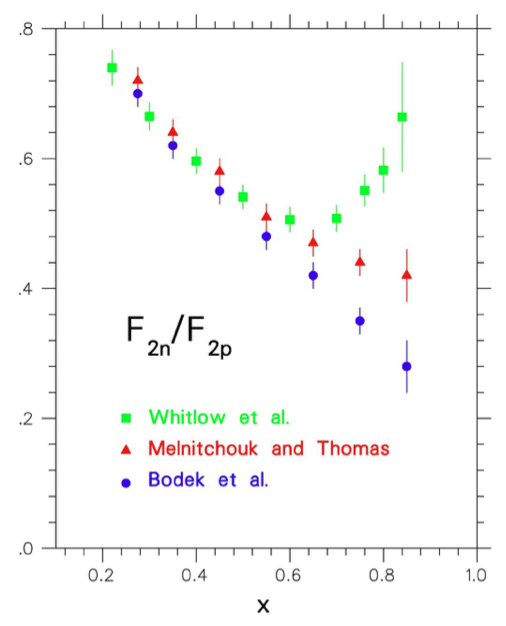 .8
.6
.4
.2
.0
F2n/F2p
Whitlow et al.
Melnitchouk and Thomas
Bodek et al.
0.2 0.4 0.6 0.8 1.0
x